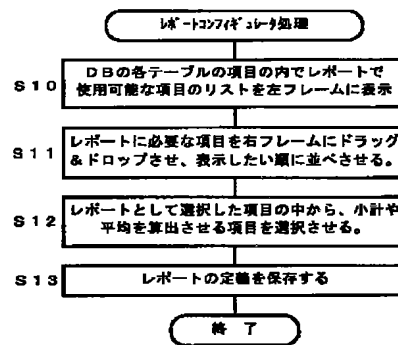 ﾚﾎﾟｰﾄｺﾝﾌｨｷﾞｭﾚｰﾀ処理
S10
DBの各テーブルの項目の内でレポートで
使用可能な項目のリストを左フレームに表示
S11
レポートに必要な項目を右フレームにドラッグ
&ドロップさせ、表示したい順に並べさせる。
S12
レポートとして選択した項目の中から、小計や
平均を算出させる項目を選択させる。
S13
レポートの定義を保存する
終 了